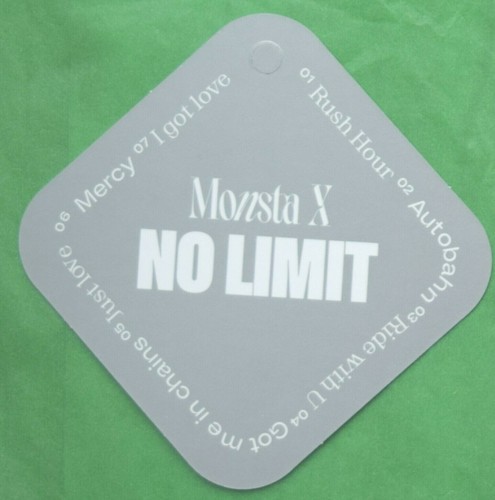 Monsta X
NO LIMIT
01 Rush Hour
02 Autobahn
03 Ride with U
04 Got me in chains
05 Just love
06 Mercy
07 I got love